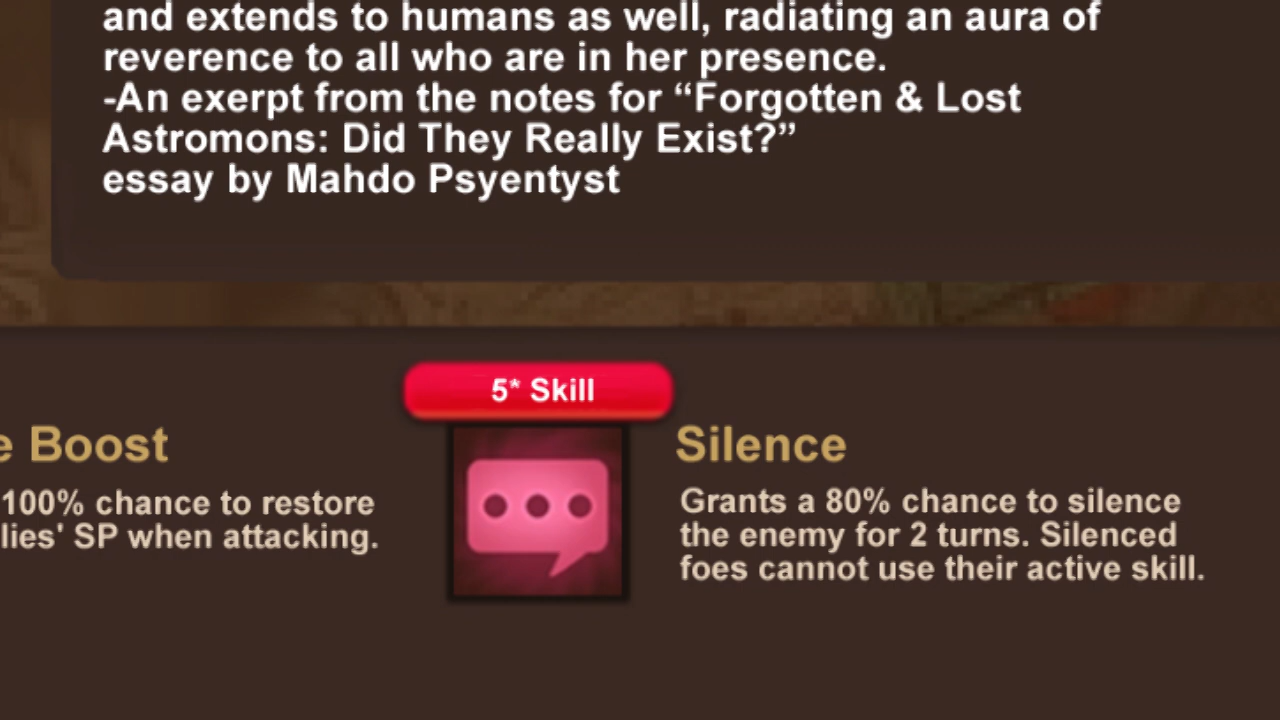 and extends to humans as well, radiating an aura of
reverence to all who are in her presence.
-An exerpt from the notes for “Forgotten & Lost
Astromons: Did They Really Exist?”
essay by Mahdo Psyentyst
e Boost
100% chance to restore
lies' SP when attacking.
5* Skill
Silence
Grants a 80% chance to silence
the enemy for 2 turns. Silenced
foes cannot use their active skill.